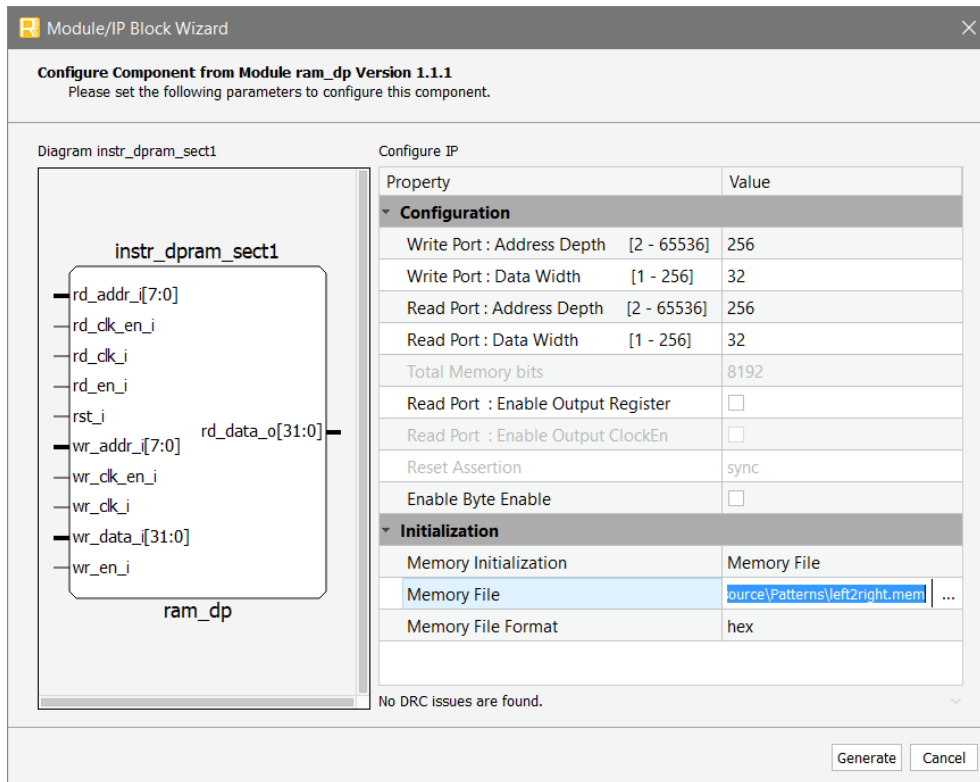 Module/IP Block Wizard
Configure Component from Module ram_dp Version 1.1.1
Please set the following parameters to configure this component.
Diagram instr_dpram_sect1
instr_dpram_sect1
rd_addr_i[7:0]
rd_clk_en_i
rd_clk_i
rd_en_i
rst_i
rd_data_o[31:0]
wr_addr_i[7:0]
wr_clk_en_i
wr_clk_i
wr_data_i[31:0]
wr_en_i
ram_dp
Configure IP
Property Value
Configuration
Write Port : Address Depth [2 - 65536] 256
Write Port : Data Width [1 - 256] 32
Read Port : Address Depth [2 - 65536] 256
Read Port : Data Width [1 - 256] 32
Total Memory bits 8192
Read Port : Enable Output Register
Read Port : Enable Output ClockEn
Reset Assertion sync
Enable Byte Enable
Initialization
Memory Initialization Memory File
Memory File ource\Patterns\left2right.mem ...
Memory File Format hex
No DRC issues are found.
Generate Cancel